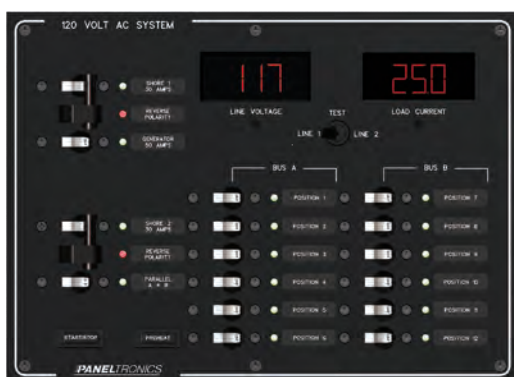 120 VOLT AC SYSTEM
117
250
LINE VOLTAGE
TEST
LOAD CURRENT
LINE 1
LINE 2
SHORE 1
30 AMPS
REVERSE
POLARITY
GENERATOR
50 AMPS
BUS A
BUS B
SHORE 2
30 AMPS
REVERSE
POLARITY
PARALLEL
A + B
POSITION 1
POSITION 2
POSITION 3
POSITION 4
POSITION 5
POSITION 6
POSITION 7
POSITION 8
POSITION 9
POSITION 10
POSITION 11
POSITION 12
START/STOP
PREHEAT
PANELTRONICS